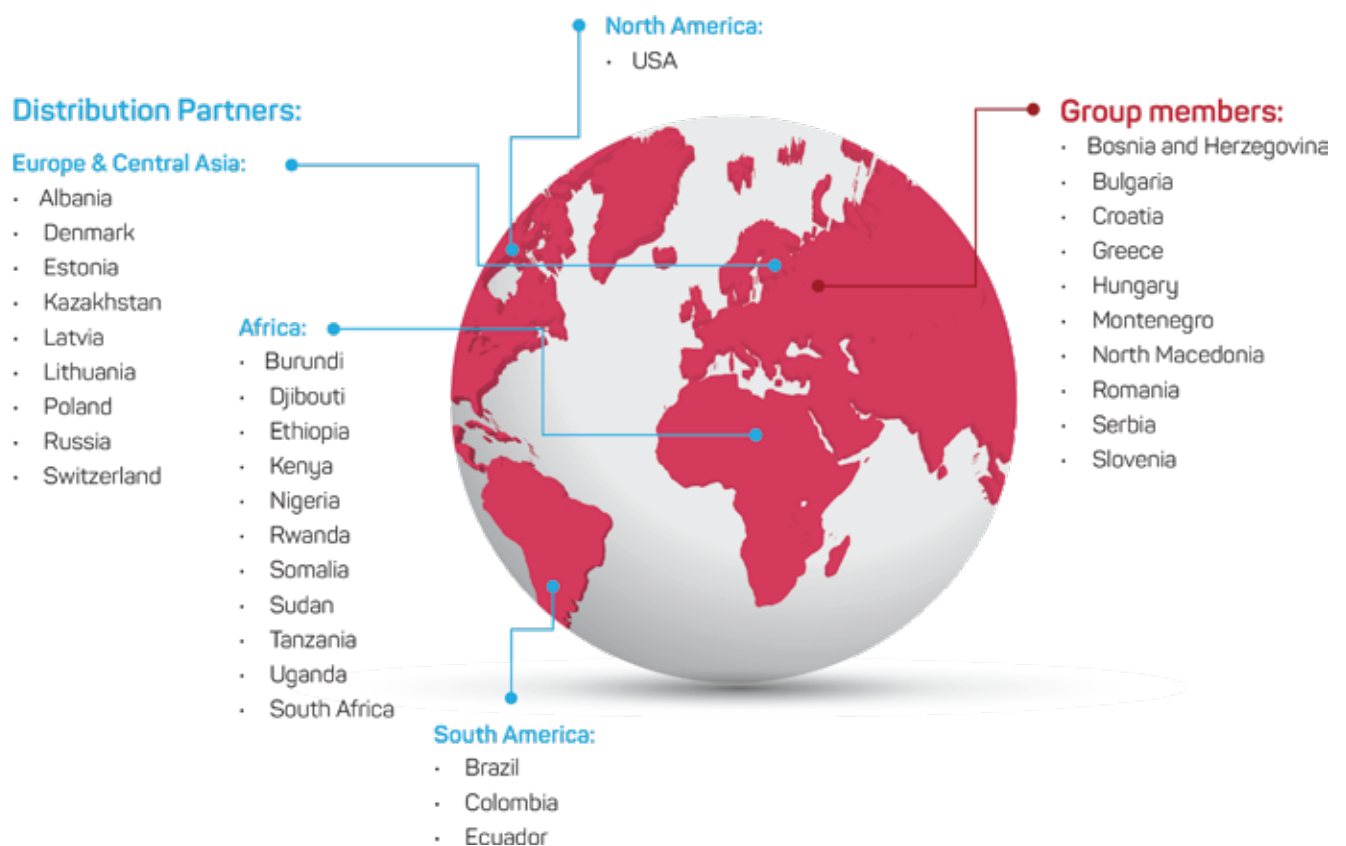 North America:
· USA
Distribution Partners:
Europe & Central Asia:
· Albania
· Denmark
· Estonia
· Kazakhstan
· Latvia
· Lithuania
· Poland
· Russia
· Switzerland
Africa:
· Burundi
· Djibouti
· Ethiopia
· Kenya
· Nigeria
· Rwanda
· Somalia
· Sudan
· Tanzania
· Uganda
· South Africa
South America:
· Brazil
· Colombia
· Ecuador
Group members:
· Bosnia and Herzegovina
· Bulgaria
· Croatia
· Greece
· Hungary
· Montenegro
· North Macedonia
· Romania
· Serbia
· Slovenia